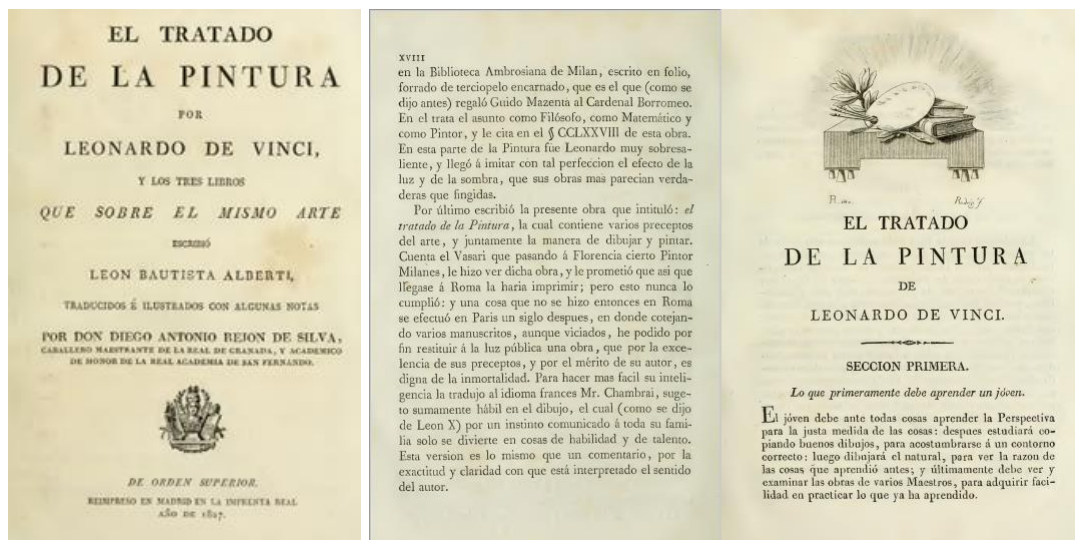 EL TRATADO
DE LA PINTURA
POR
LEONARDO DE VINCI,
Y LOS TRES LIBROS
QUE SOBRE EL MISMO ARTE
ESCRIBIÓ
LEON BAUTISTA ALBERTI,
TRADUCIDOS É ILUSTRADOS CON ALGUNAS NOTAS
POR DON DIEGO ANTONIO REJON DE SILVA,
CABALLERO MAESTRANTE DE LA REAL DE GRANADA, Y ACADEMICO
DE HONOR DE LA REAL ACADEMIA DE SAN FERNANDO.
DE ORDEN SUPERIOR.
REIMPRESO EN MADRID EN LA IMPRENTA REAL
AÑO DE 1827.
XVIII
en la Biblioteca Ambrosiana de Milan, escrito en folio,
forrado de terciopelo encarnado, que es el que (como se
dijo antes) regaló Guido Mazenta al Cardenal Borromeo.
En el trata el asunto como Filósofo, como Matemático y
como Pintor, y le cita en el § CCLXXVIII de esta obra.
En esta parte de la Pintura fue Leonardo muy sobresa-
liente, y llegó á imitar con tal perfeccion el efecto de la
luz y de la sombra, que sus obras mas parecian verda-
deras que fingidas.
Por último escribió la presente obra que intituló: el
tratado de la Pintura, la cual contiene varios preceptos
del arte, y juntamente la manera de dibujar y pintar.
Cuenta el Vasari que pasando á Florencia cierto Pintor
Milanes, le hizo ver dicha obra, y le prometió que asi que
llegase á Roma la haria imprimir; pero esto nunca lo
cumplió: y una cosa que no se hizo entonces en Roma
se efectuó en Paris un siglo despues, en donde cotejan-
do varios manuscritos, aunque viciados, he podido por
fin restituir á la luz pública una obra, que por la exce-
lencia de sus preceptos, y por el mérito de su autor, es
digna de la inmortalidad. Para hacer mas facil su inteli-
gencia la tradujo al idioma frances Mr. Chambrai, suge-
to sumamente hábil en el dibujo, el cual (como se dijo
de Leon X) por un instinto comunicado á toda su fami-
lia solo se divierte en cosas de habilidad y de talento.
Esta version es lo mismo que un comentario, por la
exactitud y claridad con que está interpretado el sentido
del autor.
EL TRATADO
DE LA PINTURA
DE
LEONARDO DE VINCI.
SECCION PRIMERA.
Lo que primeramente debe aprender un jóven.
El jóven debe ante todas cosas aprender la Perspectiva
para la justa medida de las cosas: despues estudiará co-
piando buenos dibujos, para acostumbrarse á un contorno
correcto: luego dibujará el natural, para ver la razon de
las cosas que aprendió antes; y últimamente debe ver y
examinar las obras de varios Maestros, para adquirir faci-
lidad en practicar lo que ya ha aprendido.